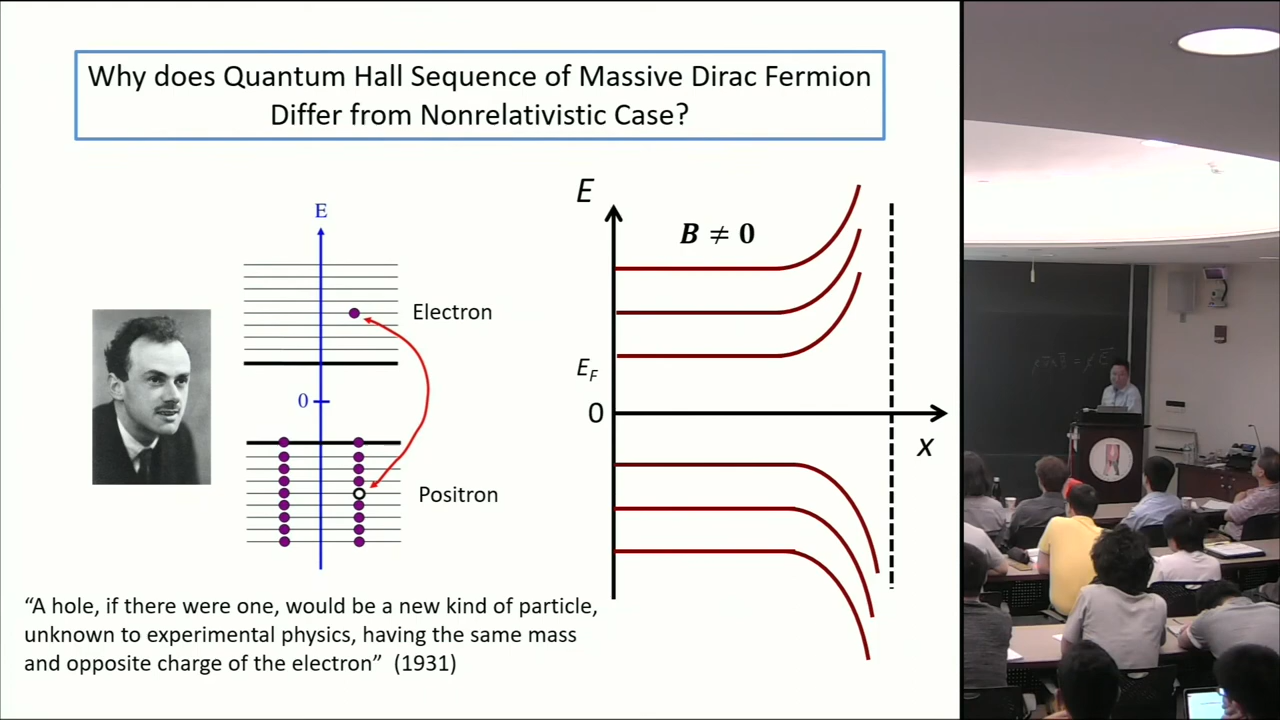 Why does Quantum Hall Sequence of Massive Dirac Fermion
Differ from Nonrelativistic Case?
E
Electron
0
Positron
E
B ≠ 0
E_F
0
x
“A hole, if there were one, would be a new kind of particle,
unknown to experimental physics, having the same mass
and opposite charge of the electron” (1931)